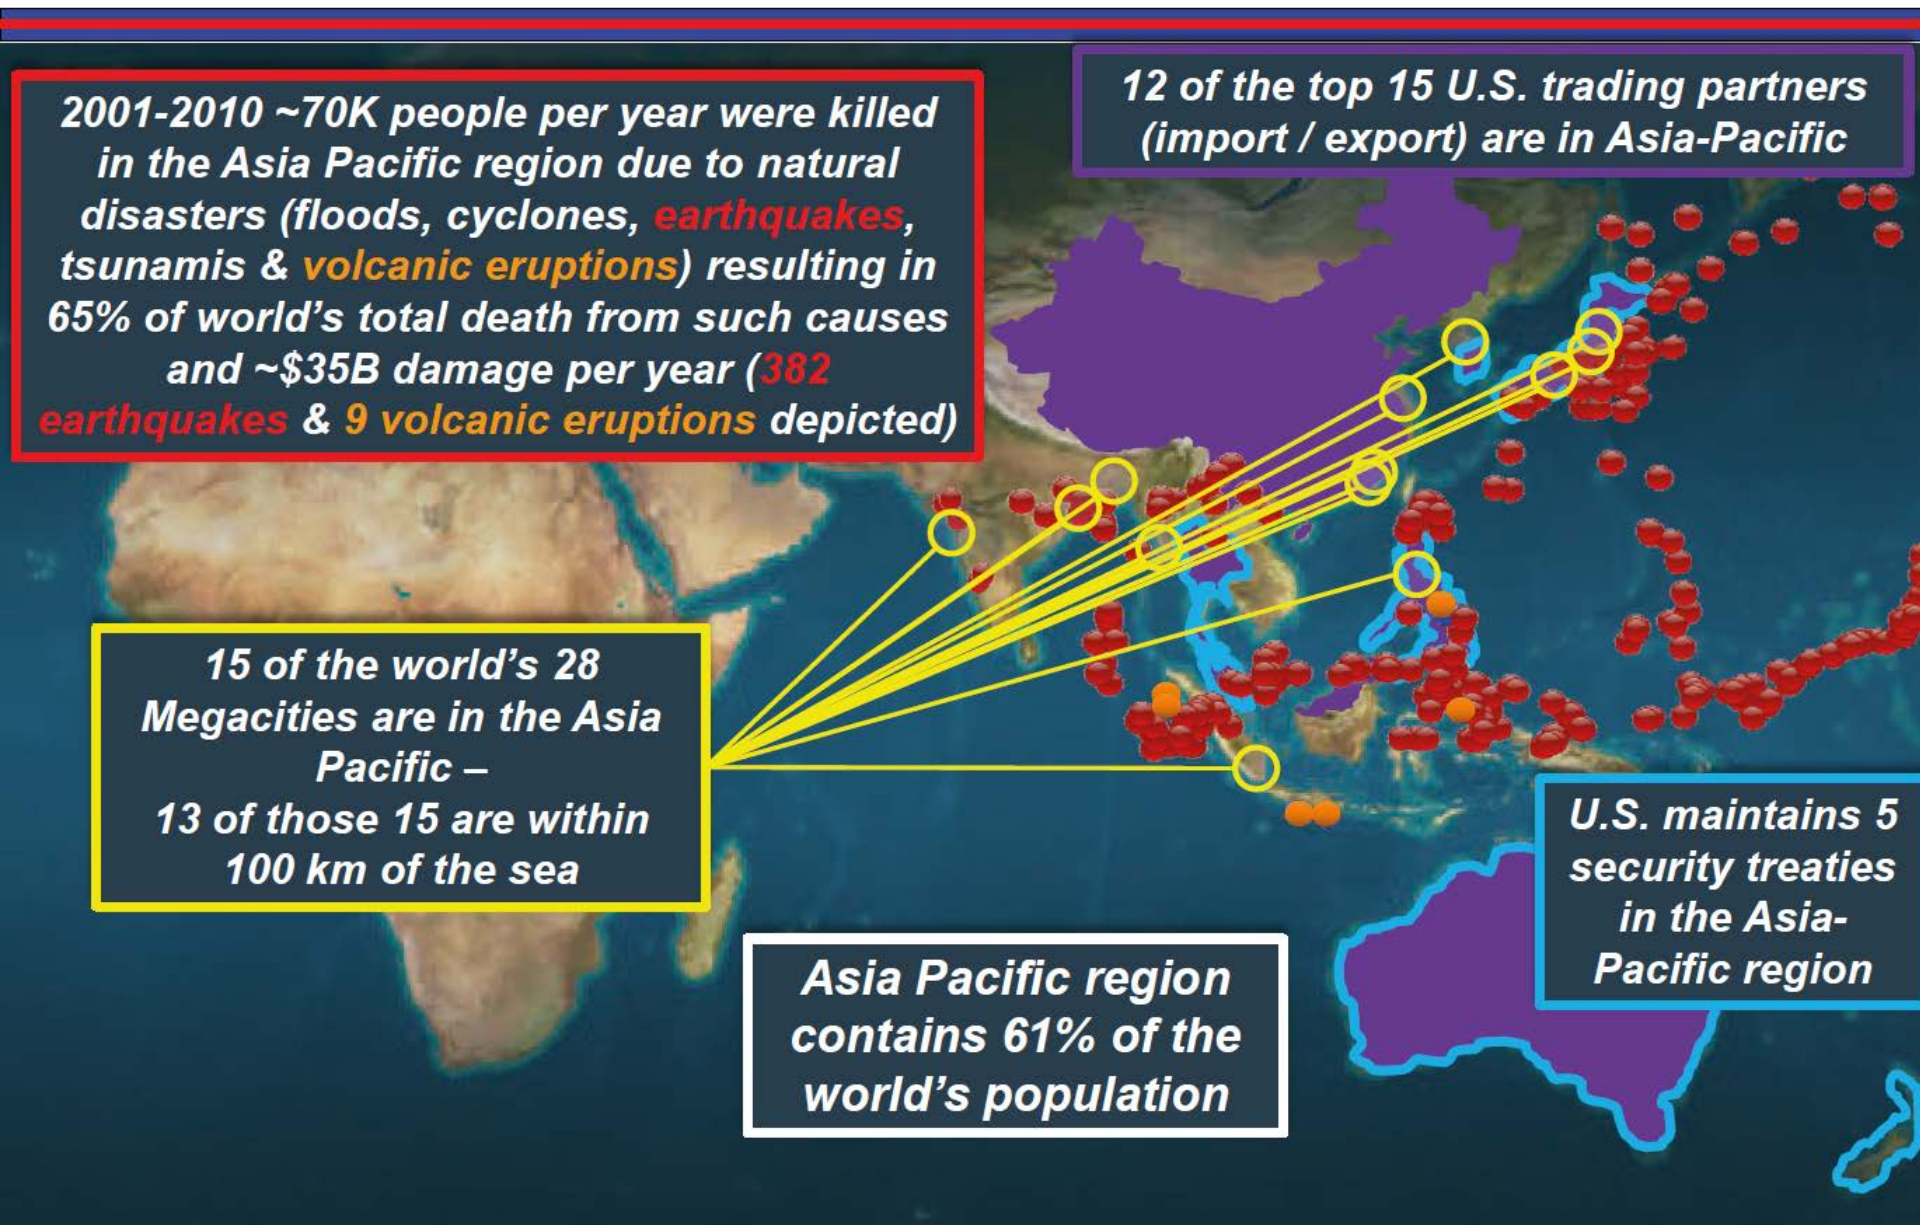 2001-2010 ~70K people per year were killed
in the Asia Pacific region due to natural
disasters (floods, cyclones, earthquakes,
tsunamis & volcanic eruptions) resulting in
65% of world's total death from such causes
and ~$35B damage per year (382
earthquakes & 9 volcanic eruptions depicted)
12 of the top 15 U.S. trading partners
(import / export) are in Asia-Pacific
15 of the world's 28
Megacities are in the Asia
Pacific –
13 of those 15 are within
100 km of the sea
U.S. maintains 5
security treaties
in the Asia-
Pacific region
Asia Pacific region
contains 61% of the
world's population